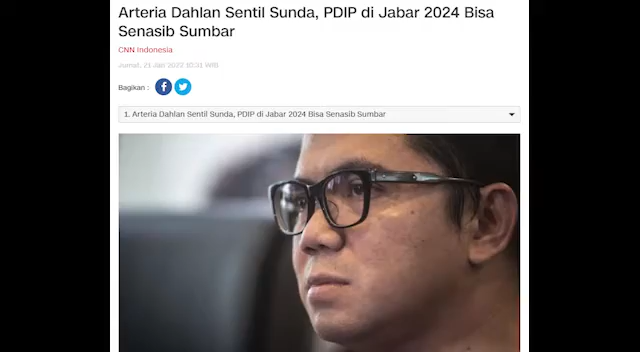 Arteria Dahlan Sentil Sunda, PDIP di Jabar 2024 Bisa
Senasib Sumbar
CNN Indonesia
Jumat, 21 Jan 2022 10:31 WIB
Bagikan :
1. Arteria Dahlan Sentil Sunda, PDIP di Jabar 2024 Bisa Senasib Sumbar